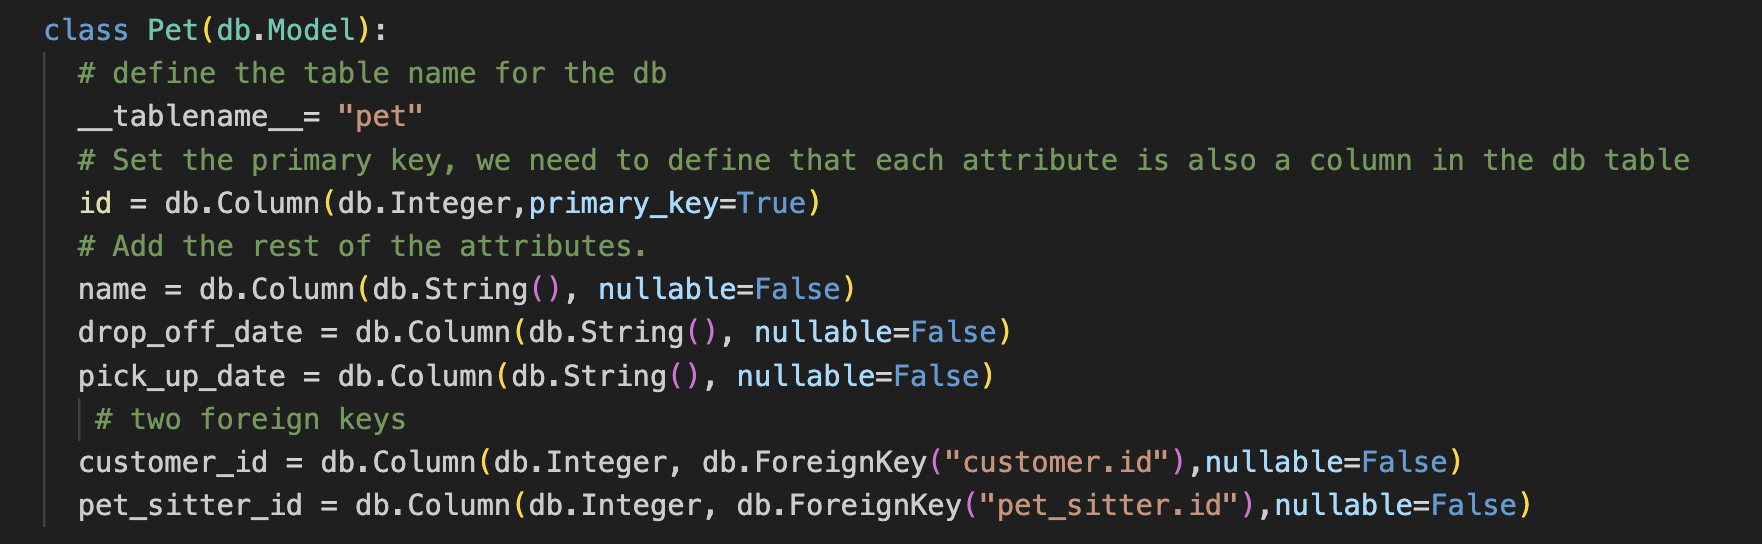 class Pet(db.Model):
# define the table name for the db
__tablename__= "pet"
# Set the primary key, we need to define that each attribute is also a column in the db table
id = db.Column(db.Integer,primary_key=True)
# Add the rest of the attributes.
name = db.Column(db.String(), nullable=False)
drop_off_date = db.Column(db.String(), nullable=False)
pick_up_date = db.Column(db.String(), nullable=False)
# two foreign keys
customer_id = db.Column(db.Integer, db.ForeignKey("customer.id"),nullable=False)
pet_sitter_id = db.Column(db.Integer, db.ForeignKey("pet_sitter.id"),nullable=False)